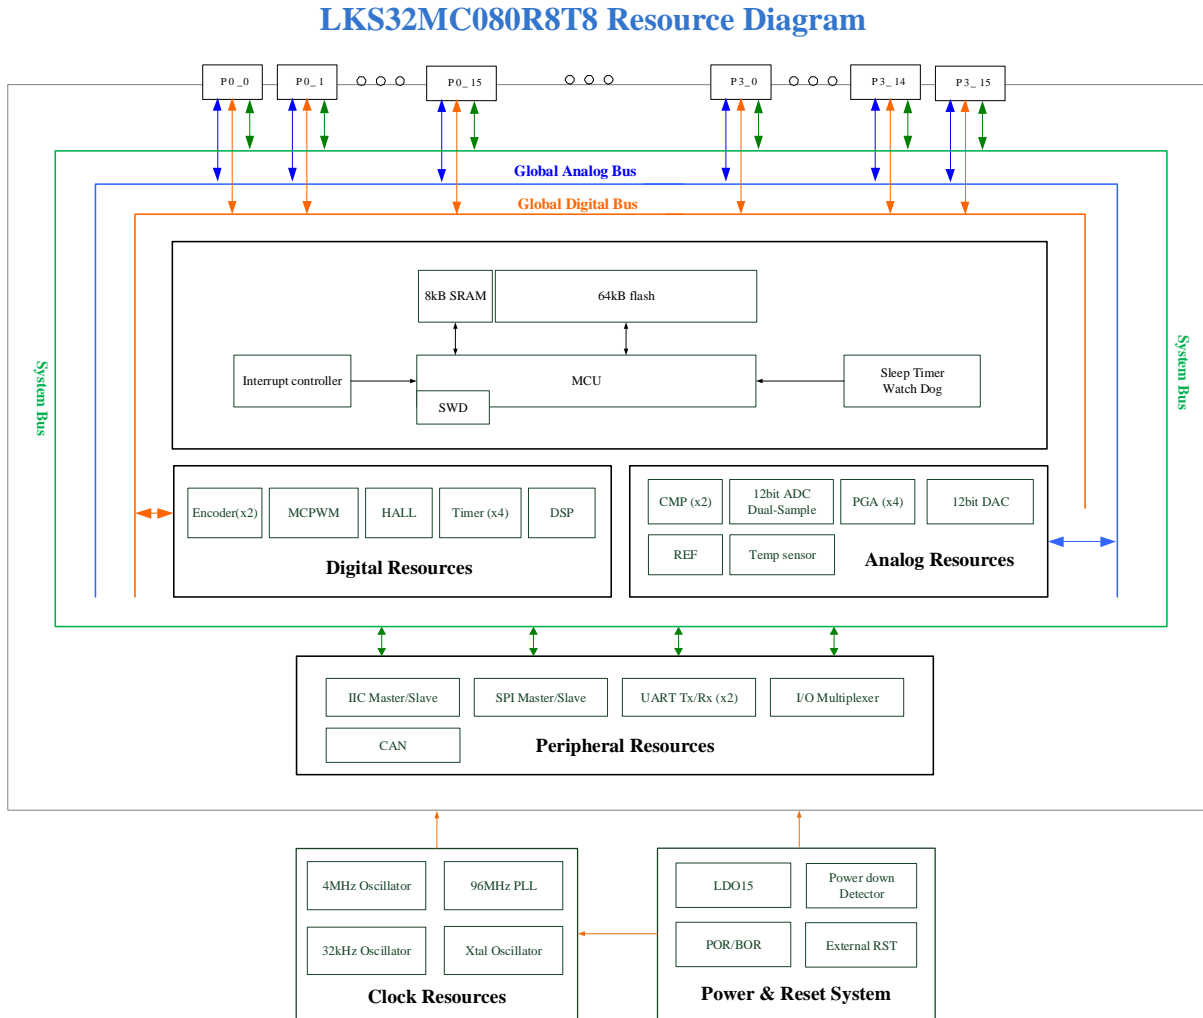 LKS32MC080R8T8 Resource Diagram
P0_0
P0_1
P0_15
P3_0
P3_14
P3_15
Global Analog Bus
Global Digital Bus
System Bus
System Bus
8kB SRAM
64kB flash
Interrupt controller
MCU
SWD
Sleep Timer
Watch Dog
Encoder(x2)
MCPWM
HALL
Timer (x4)
DSP
Digital Resources
CMP (x2)
12bit ADC
Dual-Sample
PGA (x4)
12bit DAC
REF
Temp sensor
Analog Resources
IIC Master/Slave
SPI Master/Slave
UART Tx/Rx (x2)
I/O Multiplexer
CAN
Peripheral Resources
4MHz Oscillator
96MHz PLL
32kHz Oscillator
Xtal Oscillator
Clock Resources
LDO15
Power down
Detector
POR/BOR
External RST
Power & Reset System